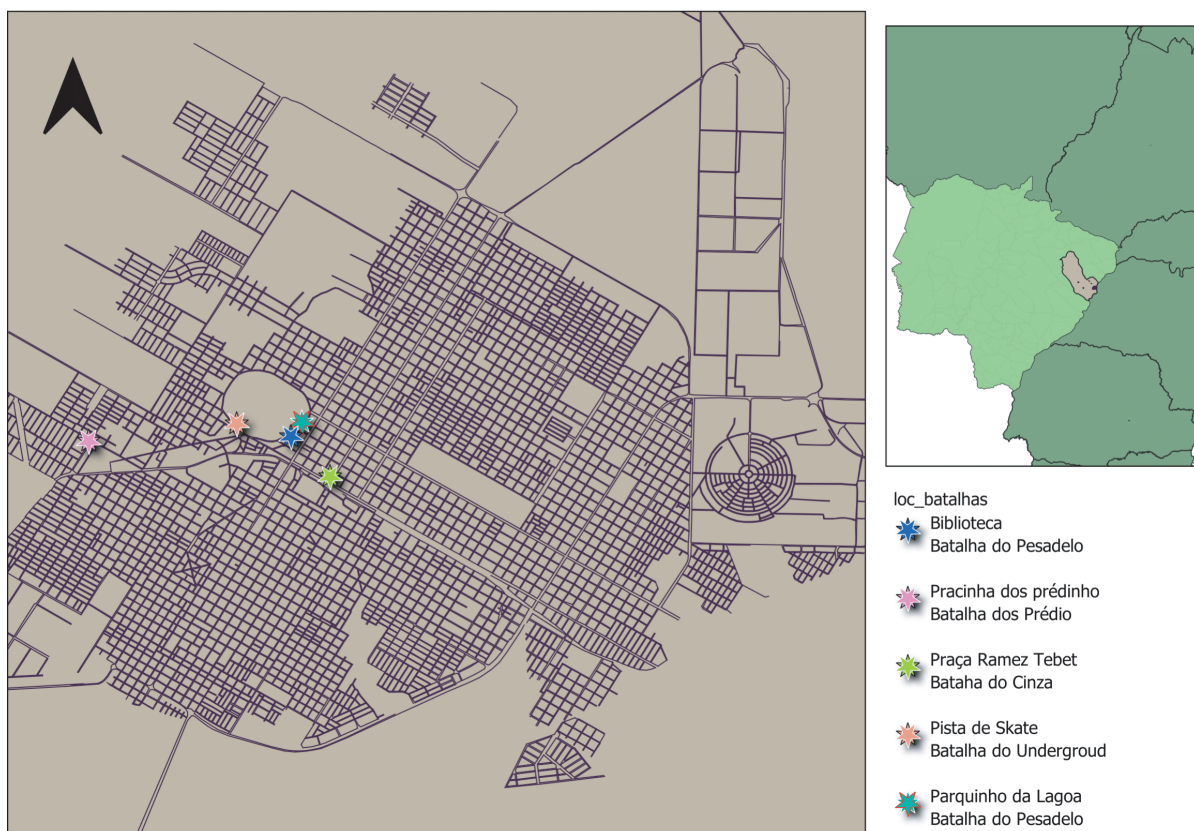 loc_batalhas
Biblioteca
Batalha do Pesadelo
Pracinha dos prédinho
Batalha dos Prédio
Praça Ramez Tebet
Bataha do Cinza
Pista de Skate
Batalha do Undergroud
Parquinho da Lagoa
Batalha do Pesadelo